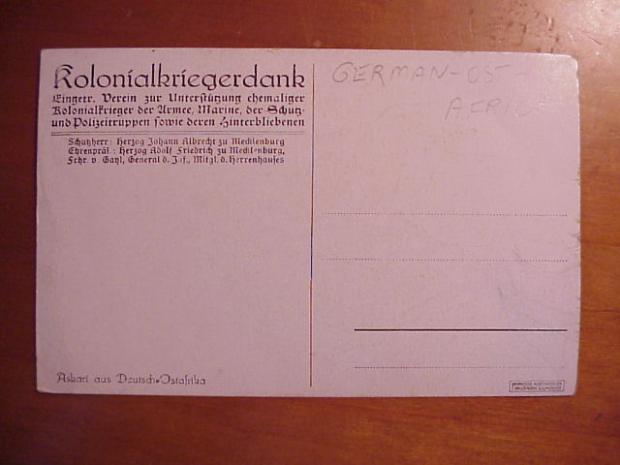 Kolonialkriegerdank
Eingetr. Verein zur Unterstützung ehemaliger
Kolonialkrieger der Armee, Marine, der Schutz-
und Polizeitruppen sowie deren Hinterbliebenen
Schutzherr: Herzog Johann Albrecht zu Mecklenburg
Ehrenpräs: Herzog Adolf Friedrich zu Mecklenburg,
Frhr. v. Gayl, General d. Inf., Mitgl. d. Herrenhauses
GERMAN-OST-
Askari aus Deutsch-Ostafrika